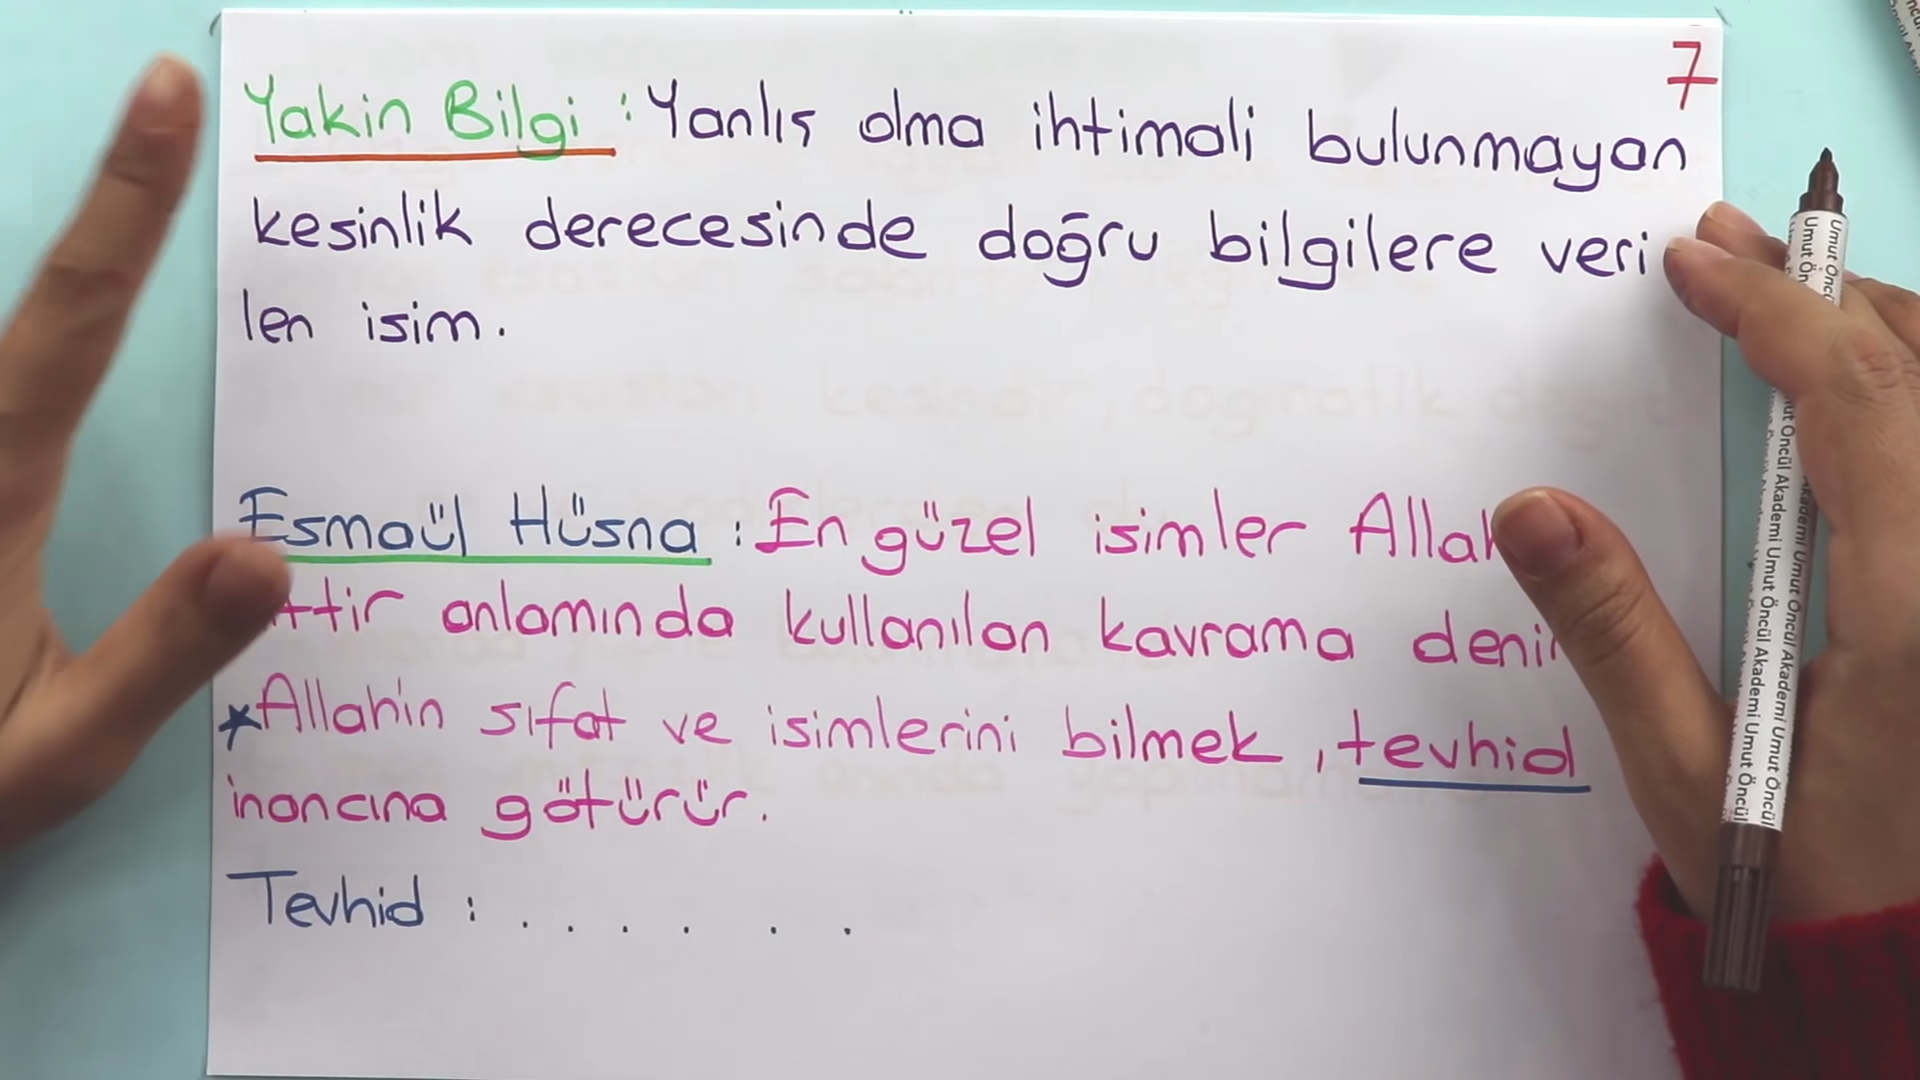 7
Yakin Bilgi : Yanlış olma ihtimali bulunmayan
kesinlik derecesinde doğru bilgilere veri
len isim.
Esmaül Hüsna : En güzel isimler
anlamında kullanılan kavrama
*Allah'ın sıfat ve isimlerini bilmek, tevhid
inancına götürür.
Tevhid : . . . . . .
Umut Öncül Akademi Umut Öncül Akademi Umut Öncül